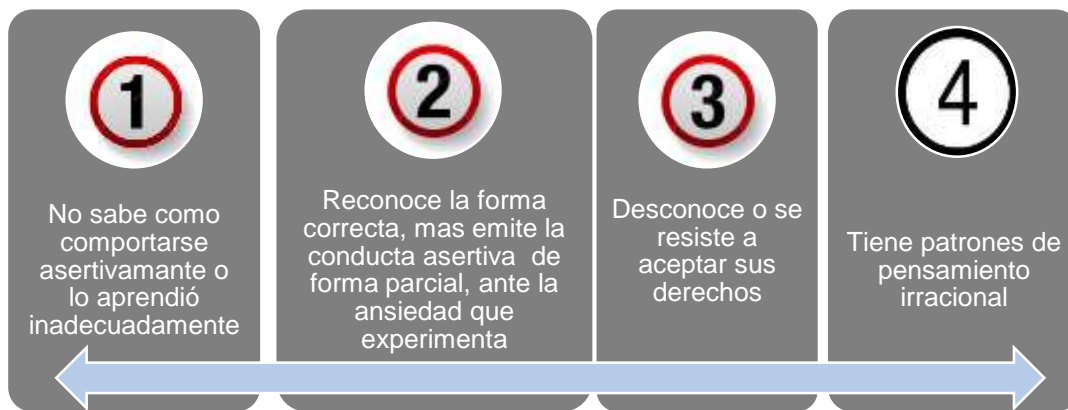 1
No sabe como
comportarse
asertivamante o
lo aprendió
inadecuadamente
2
Reconoce la forma
correcta, mas emite la
conducta asertiva de
forma parcial, ante la
ansiedad que
experimenta
3
Desconoce o se
resiste a
aceptar sus
derechos
4
Tiene patrones de
pensamiento
irracional